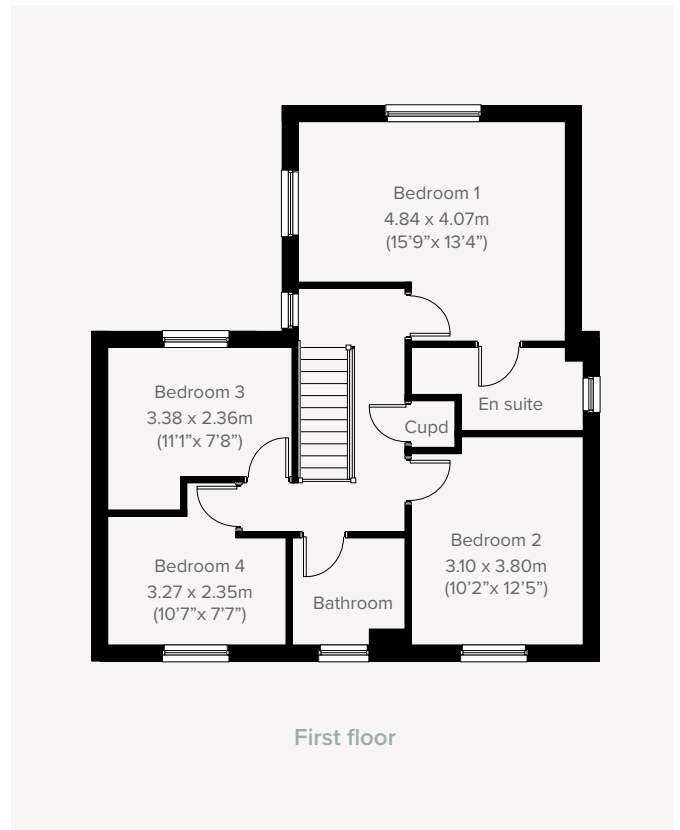 Bedroom 1
4.84 x 4.07m
(15’9”x 13’4”)
Bedroom 3
3.38 x 2.36m
(11’1”x 7’8”)
En suite
Cupd
Bedroom 2
3.10 x 3.80m
(10’2”x 12’5”)
Bedroom 4
3.27 x 2.35m
(10’7”x 7’7”)
Bathroom
First floor